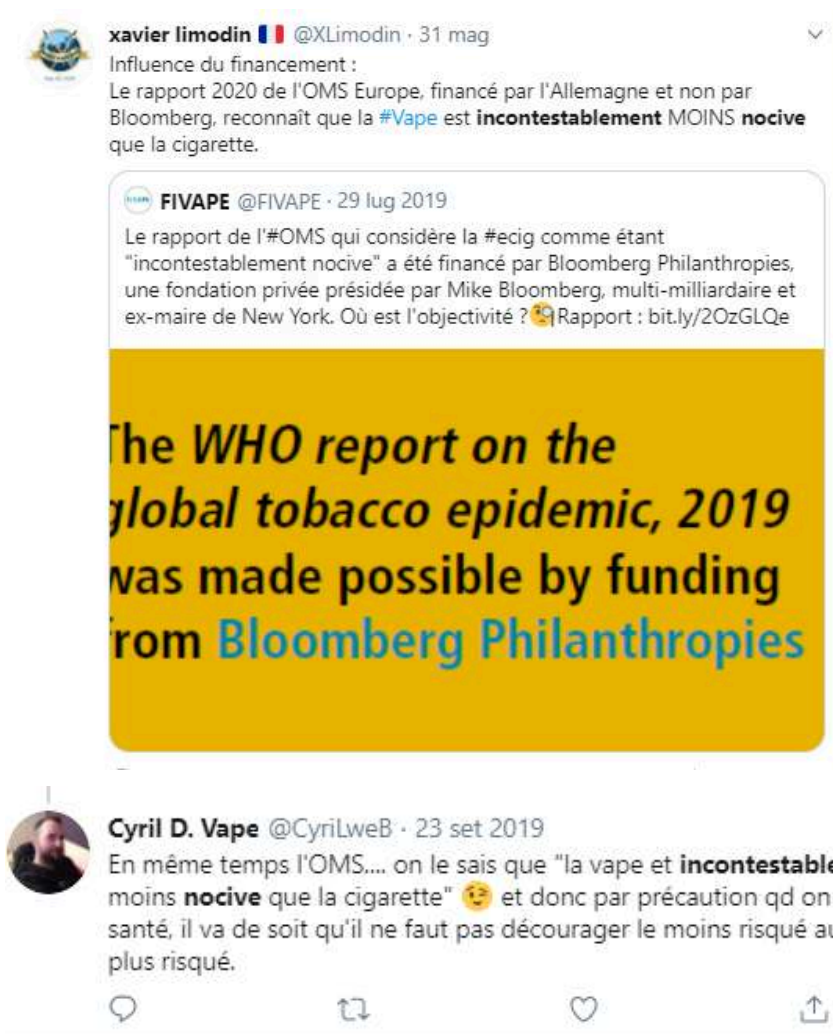 xavier limodin @XLimodin · 31 mag
Influence du financement :
Le rapport 2020 de l'OMS Europe, financé par l'Allemagne et non par
Bloomberg, reconnaît que la #Vape est incontestablement MOINS nocive
que la cigarette.
FIVAPE @FIVAPE · 29 lug 2019
Le rapport de l'#OMS qui considère la #ecig comme étant
"incontestablement nocive" a été financé par Bloomberg Philanthropies,
une fondation privée présidée par Mike Bloomberg, multi-milliardaire et
ex-maire de New York. Où est l'objectivité ? Rapport : bit.ly/2OzGLQe
The WHO report on the
global tobacco epidemic, 2019
was made possible by funding
from Bloomberg Philanthropies
Cyril D. Vape @CyriLweB · 23 set 2019
En même temps l'OMS.... on le sais que "la vape et incontestable
moins nocive que la cigarette" et donc par précaution qd on
santé, il va de soit qu'il ne faut pas décourager le moins risqué au
plus risqué.